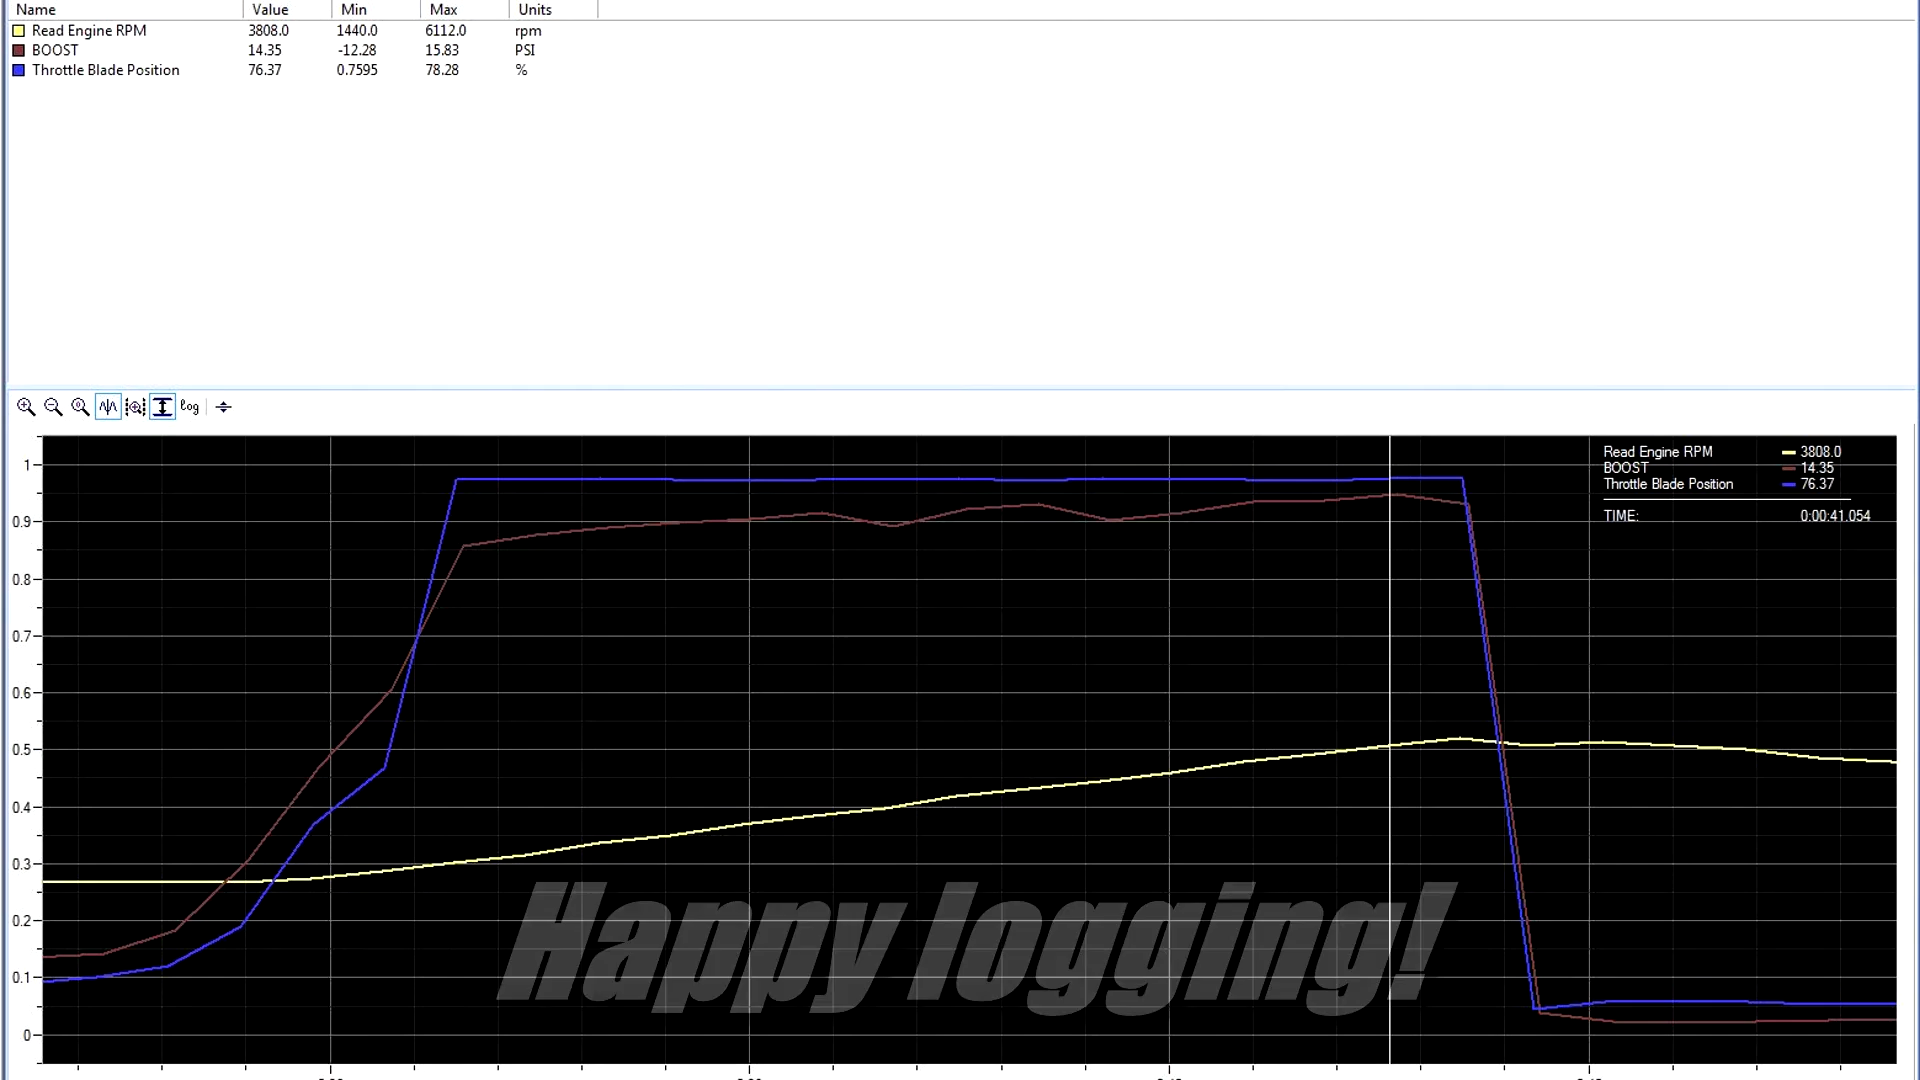 Name Value Min Max Units
Read Engine RPM 3808.0 1440.0 6112.0 rpm
BOOST 14.35 -12.28 15.83 PSI
Throttle Blade Position 76.37 0.7595 78.28 %
log
Read Engine RPM 3808.0
BOOST 14.35
Throttle Blade Position 76.37
TIME: 0:00:41.054
1
0.9
0.8
0.7
0.6
0.5
0.4
0.3
0.2
0.1
0
Happy logging!